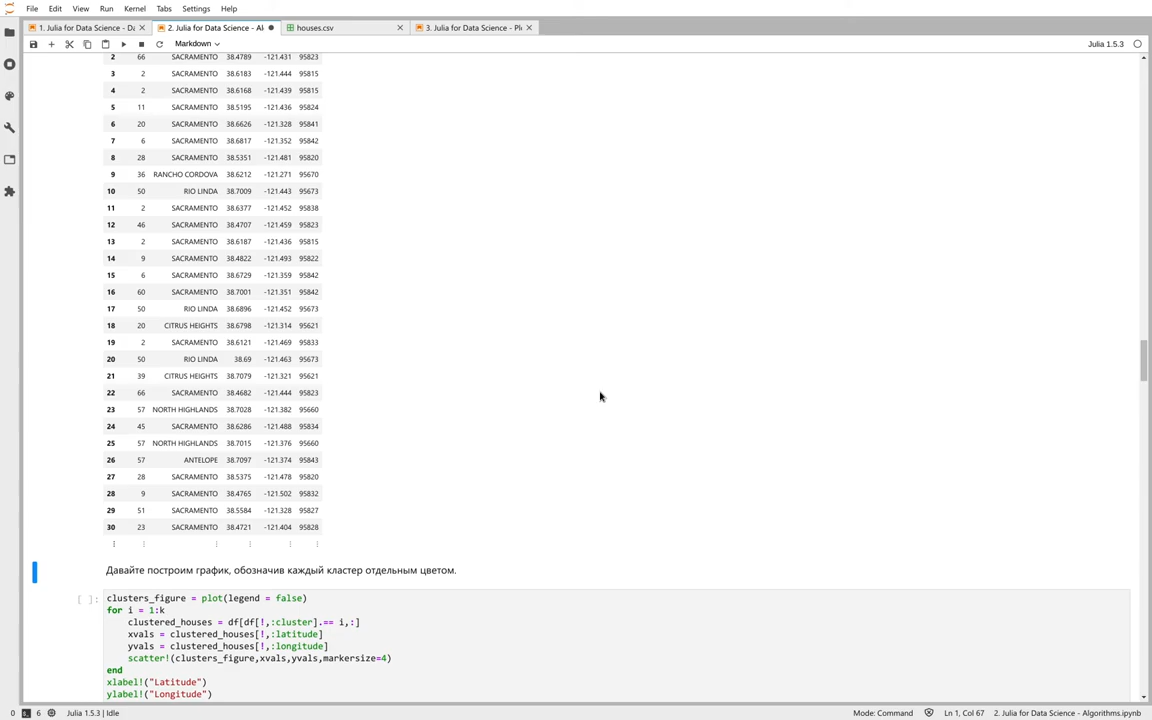 File Edit View Run Kernel Tabs Settings Help
1. Julia for Data Science - Da 2. Julia for Data Science - Al houses.csv 3. Julia for Data Science - Plo
Markdown Julia 1.5.3
2 66 SACRAMENTO 38.4789 -121.431 95823
3 2 SACRAMENTO 38.6183 -121.444 95815
4 2 SACRAMENTO 38.6168 -121.439 95815
5 11 SACRAMENTO 38.5195 -121.436 95824
6 20 SACRAMENTO 38.6626 -121.328 95841
7 6 SACRAMENTO 38.6817 -121.352 95842
8 28 SACRAMENTO 38.5351 -121.481 95820
9 36 RANCHO CORDOVA 38.6212 -121.271 95670
10 50 RIO LINDA 38.7009 -121.443 95673
11 2 SACRAMENTO 38.6377 -121.452 95838
12 46 SACRAMENTO 38.4707 -121.459 95823
13 2 SACRAMENTO 38.6187 -121.436 95815
14 9 SACRAMENTO 38.4822 -121.493 95822
15 6 SACRAMENTO 38.6729 -121.359 95842
16 60 SACRAMENTO 38.7001 -121.351 95842
17 50 RIO LINDA 38.6896 -121.452 95673
18 20 CITRUS HEIGHTS 38.6798 -121.314 95621
19 2 SACRAMENTO 38.6121 -121.469 95833
20 50 RIO LINDA 38.69 -121.463 95673
21 39 CITRUS HEIGHTS 38.7079 -121.321 95621
22 66 SACRAMENTO 38.4682 -121.444 95823
23 57 NORTH HIGHLANDS 38.7028 -121.382 95660
24 45 SACRAMENTO 38.6286 -121.488 95834
25 57 NORTH HIGHLANDS 38.7015 -121.376 95660
26 57 ANTELOPE 38.7097 -121.374 95843
27 28 SACRAMENTO 38.5375 -121.478 95820
28 9 SACRAMENTO 38.4765 -121.502 95832
29 51 SACRAMENTO 38.5584 -121.328 95827
30 23 SACRAMENTO 38.4721 -121.404 95828
⋮ ⋮ ⋮ ⋮ ⋮ ⋮
Давайте построим график, обозначив каждый кластер отдельным цветом.
[ ]: clusters_figure = plot(legend = false)
for i = 1:k
clustered_houses = df[df[!,:cluster].== i,:]
xvals = clustered_houses[!,:latitude]
yvals = clustered_houses[!,:longitude]
scatter!(clusters_figure,xvals,yvals,markersize=4)
end
xlabel!("Latitude")
ylabel!("Longitude")
0 6 Julia 1.5.3 | Idle Mode: Command Ln 1, Col 67 2. Julia for Data Science - Algorithms.ipynb